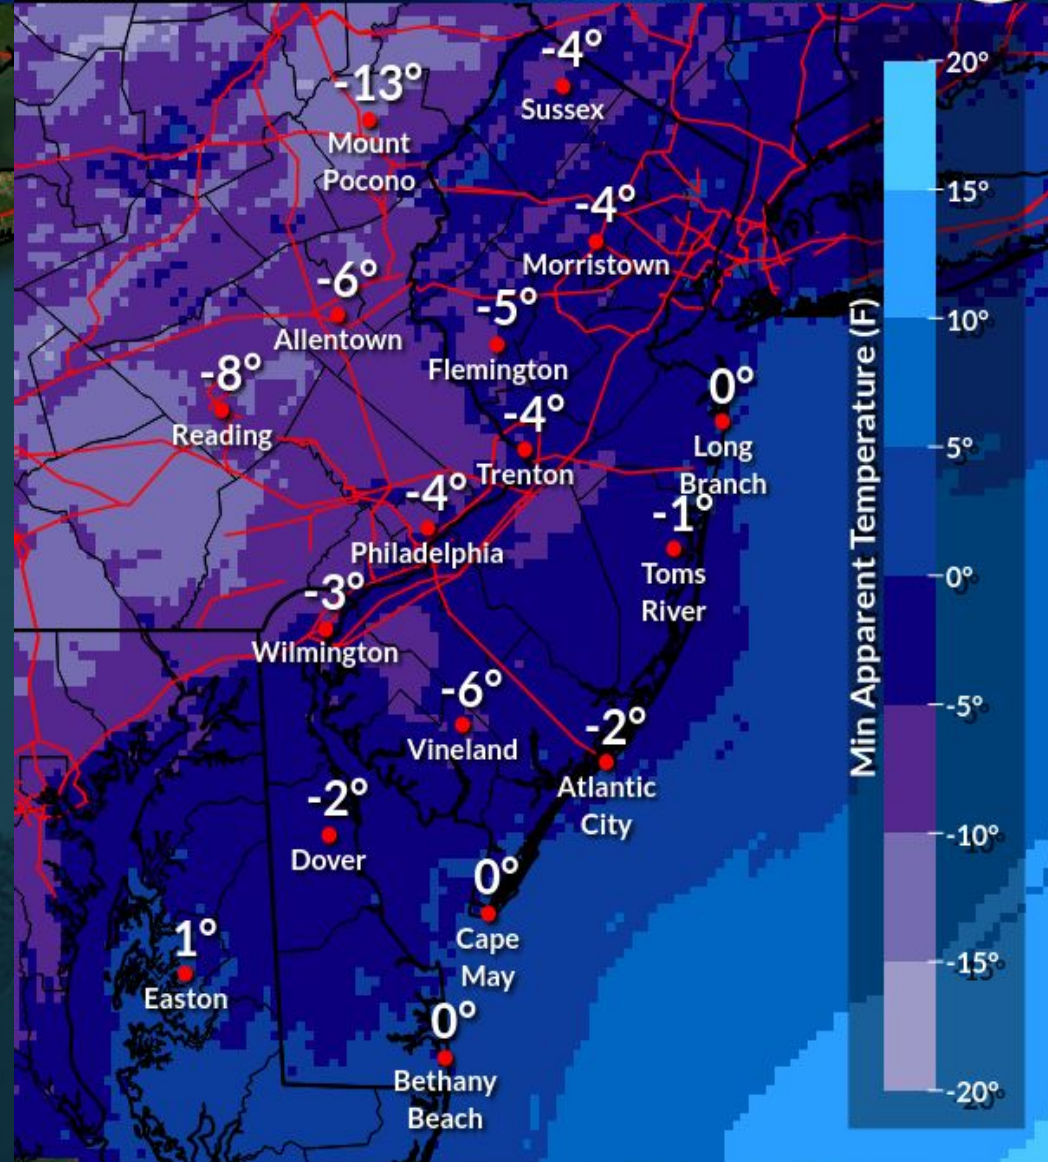 -4°
Sussex
-13°
Mount
Pocono
-4°
Morristown
-6°
Allentown
-5°
Flemington
-8°
Reading
0°
Long
Branch
-4°
Trenton
-4°
Philadelphia
-1°
Toms
River
-3°
Wilmington
-6°
Vineland
-2°
Atlantic
City
-2°
Dover
0°
Cape
May
1°
Easton
0°
Bethany
Beach
Min Apparent Temperature (F)
20°
15°
10°
5°
0°
-5°
-10°
-15°
-20°